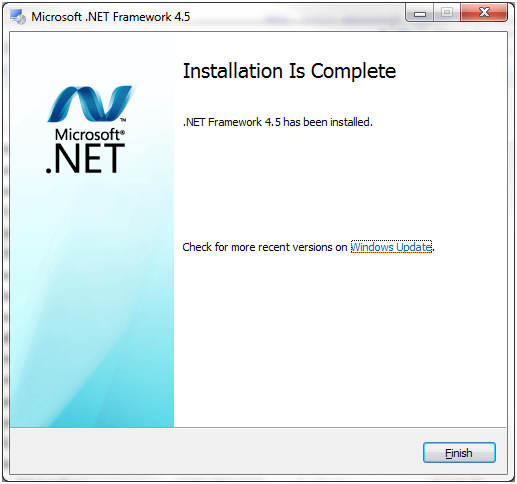 Microsoft .NET Framework 4.5
Microsoft®
.NET
Installation Is Complete
.NET Framework 4.5 has been installed.
Check for more recent versions on Windows Update.
Finish